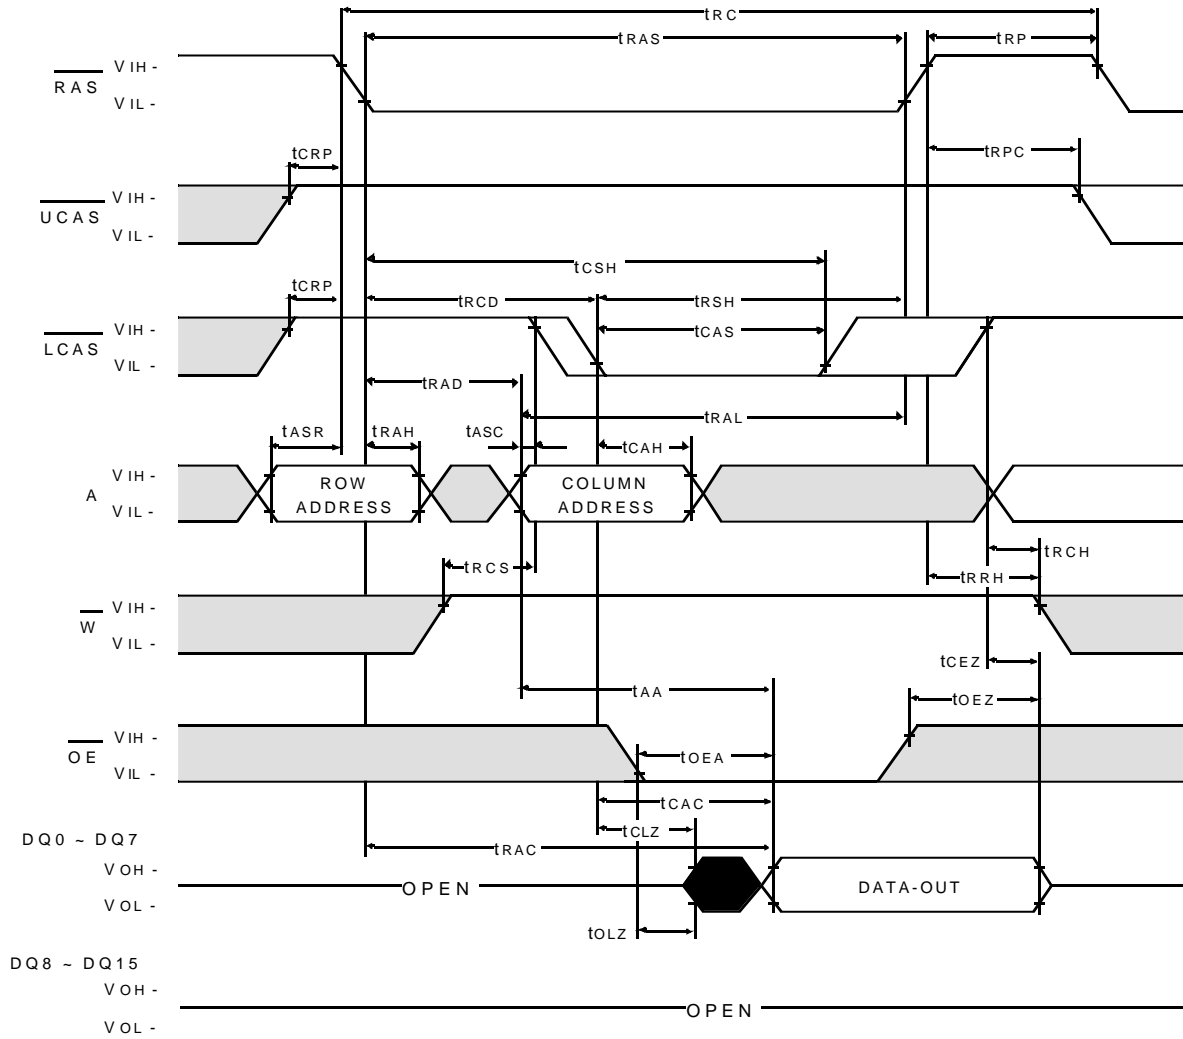 tRC
tRAS
tRP
RAS
VIH -
VIL -
tCRP
tRPC
UCAS
VIH -
VIL -
tCSH
tCRP
tRCD
tRSH
LCAS
VIH -
VIL -
tCAS
tRAD
tRAL
tASR
tRAH
tASC
tCAH
A
VIH -
VIL -
ROW
ADDRESS
COLUMN
ADDRESS
tRCH
tRCS
tRRH
W
VIH -
VIL -
tCEZ
tAA
tOEZ
OE
VIH -
VIL -
tOEA
tCAC
tCLZ
tRAC
DQ0 ~ DQ7
VOH -
VOL -
OPEN
DATA-OUT
tOLZ
DQ8 ~ DQ15
VOH -
VOL -
OPEN